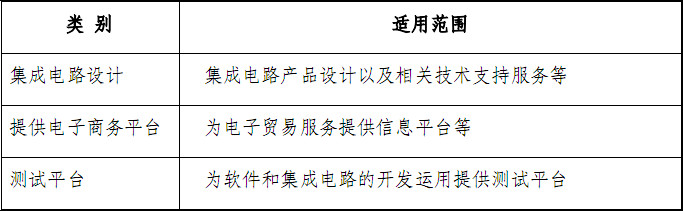 类 别 适用范围
集成电路设计 集成电路产品设计以及相关技术支持服务等
提供电子商务平台 为电子贸易服务提供信息平台等
测试平台 为软件和集成电路的开发运用提供测试平台